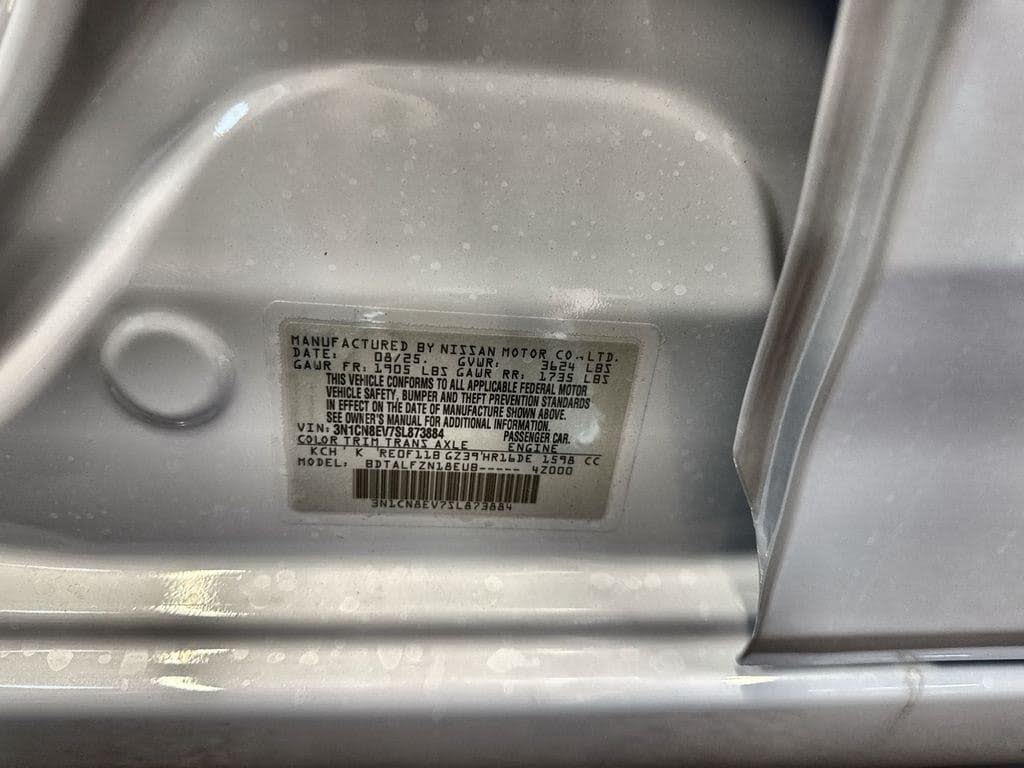 MANUFACTURED BY NISSAN MOTOR CO.,LTD.
DATE: 08/25. GVWR: 3624 LBS
GAWR FR: 1905 LBS GAWR RR: 1735 LBS
THIS VEHICLE CONFORMS TO ALL APPLICABLE FEDERAL MOTOR
VEHICLE SAFETY, BUMPER AND THEFT PREVENTION STANDARDS
IN EFFECT ON THE DATE OF MANUFACTURE SHOWN ABOVE.
SEE OWNER'S MANUAL FOR ADDITIONAL INFORMATION.
VIN: 3N1CN8EV7SL873884 PASSENGER CAR.
COLOR TRIM TRANS AXLE ENGINE
KCH K RE0F11B GZ39 HR16DE 1598 CC
MODEL: BDTALFZN18EUB----- 4Z000
3N1CN8EV7SL873884